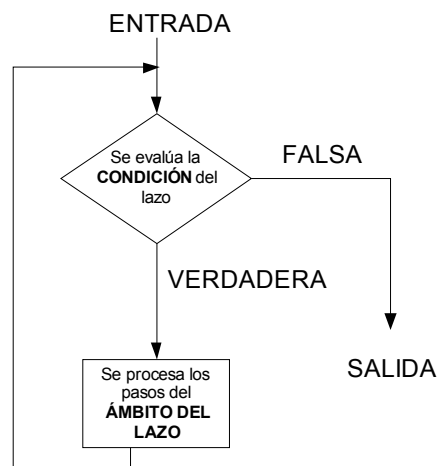 ENTRADA
Se evalúa la
CONDICIÓN del
lazo
FALSA
VERDADERA
SALIDA
Se procesa los
pasos del
ÁMBITO DEL
LAZO